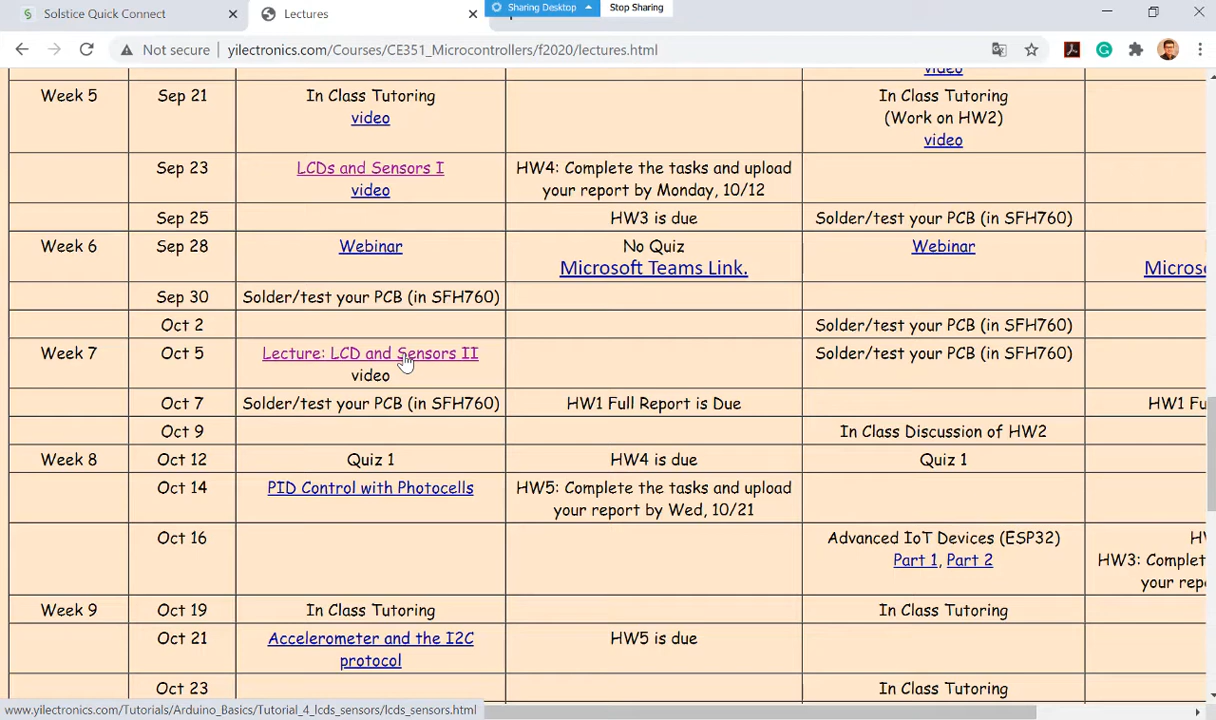 Solstice Quick Connect
Lectures
Sharing Desktop
Stop Sharing
Not secure
yilectronics.com/Courses/CE351_Microcontrollers/f2020/lectures.html
video
Week 5
Sep 21
In Class Tutoring
video
In Class Tutoring
(Work on HW2)
video
Sep 23
LCDs and Sensors I
video
HW4: Complete the tasks and upload
your report by Monday, 10/12
Sep 25
HW3 is due
Solder/test your PCB (in SFH760)
Week 6
Sep 28
Webinar
No Quiz
Microsoft Teams Link.
Webinar
Microso
Sep 30
Solder/test your PCB (in SFH760)
Oct 2
Solder/test your PCB (in SFH760)
Week 7
Oct 5
Lecture: LCD and Sensors II
video
Solder/test your PCB (in SFH760)
Oct 7
Solder/test your PCB (in SFH760)
HW1 Full Report is Due
HW1 Fu
Oct 9
In Class Discussion of HW2
Week 8
Oct 12
Quiz 1
HW4 is due
Quiz 1
Oct 14
PID Control with Photocells
HW5: Complete the tasks and upload
your report by Wed, 10/21
Oct 16
Advanced IoT Devices (ESP32)
Part 1, Part 2
HW
HW3: Complet
your repo
Week 9
Oct 19
In Class Tutoring
In Class Tutoring
Oct 21
Accelerometer and the I2C
protocol
HW5 is due
Oct 23
In Class Tutoring
www.yilectronics.com/Tutorials/Arduino_Basics/Tutorial_4_lcds_sensors/lcds_sensors.html